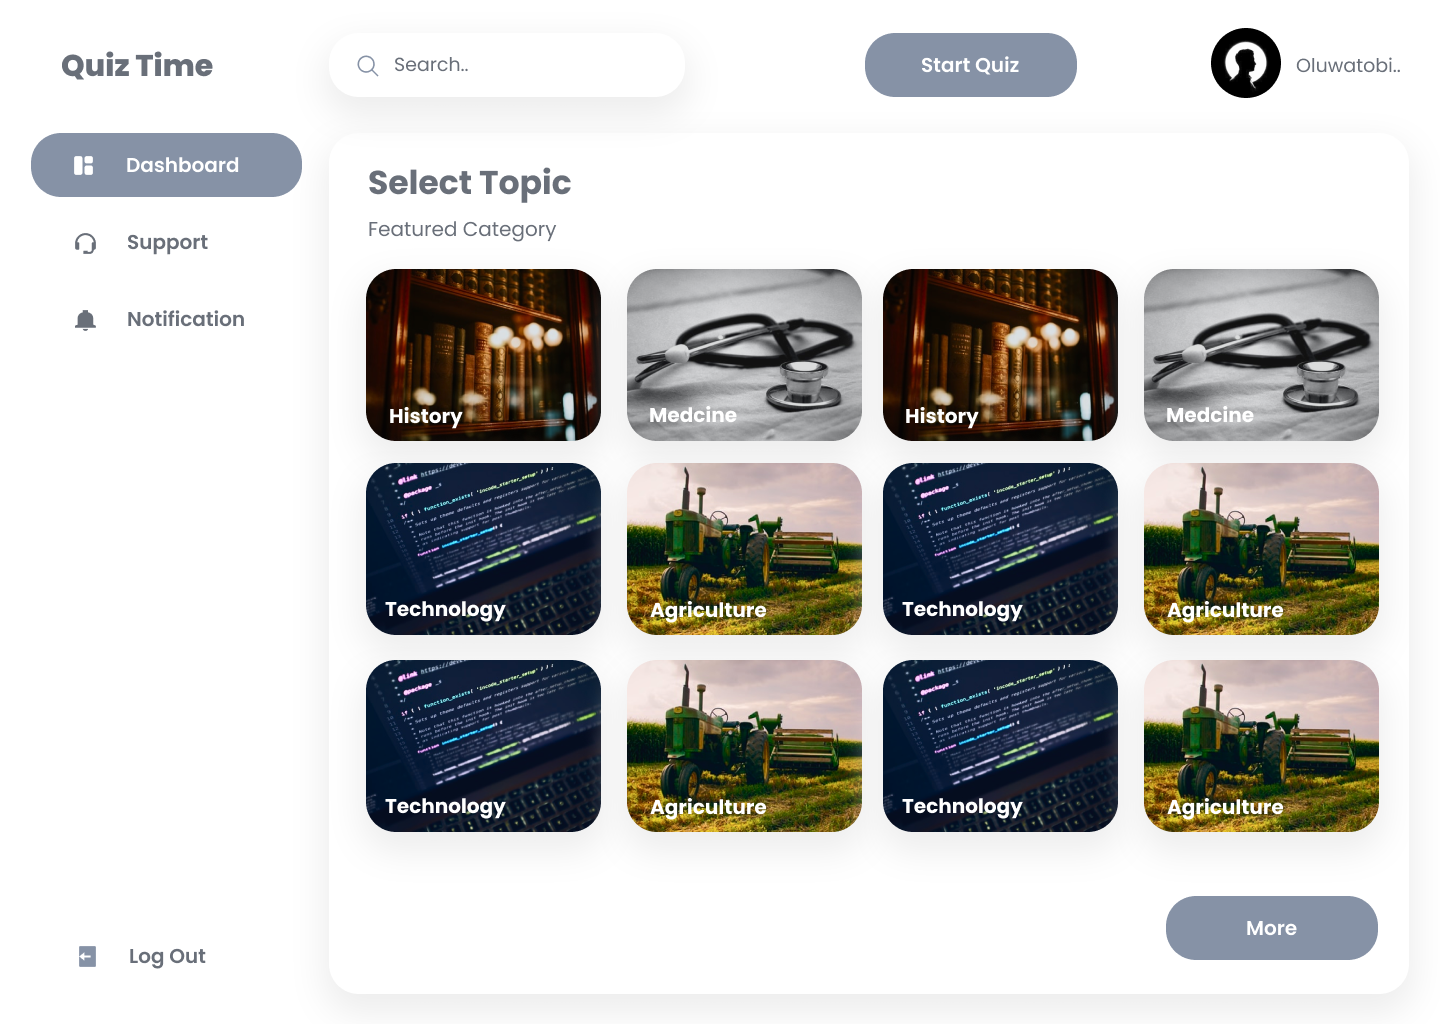 Quiz Time
Search..
Start Quiz
Oluwatobi..
Dashboard
Support
Notification
Log Out
Select Topic
Featured Category
History
Medcine
History
Medcine
Technology
Agriculture
Technology
Agriculture
Technology
Agriculture
Technology
Agriculture
More